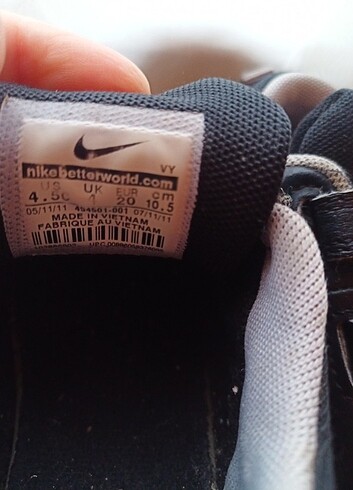 VY
nikebetterworld.com
US UK EUR cm
4.5C 4 20 10.5
05/11/11 454501-001 07/11/11
MADE IN VIETNAM
FABRIQUE AU VIETNAM
UPC